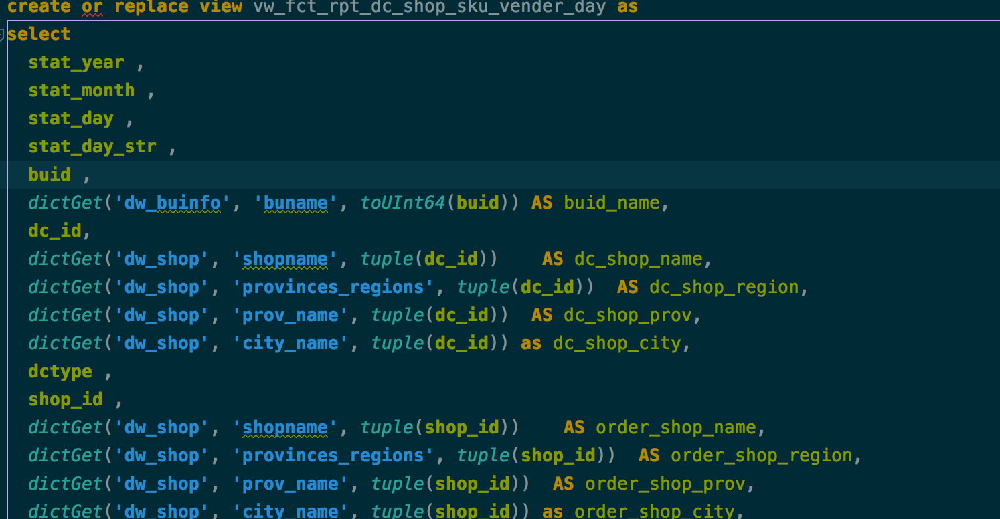 create or replace view vw_fct_rpt_dc_shop_sku_vender_day as
select
stat_year ,
stat_month ,
stat_day ,
stat_day_str ,
buid ,
dictGet('dw_buinfo', 'buname', toUInt64(buid)) AS buid_name,
dc_id,
dictGet('dw_shop', 'shopname', tuple(dc_id))    AS dc_shop_name,
dictGet('dw_shop', 'provinces_regions', tuple(dc_id))  AS dc_shop_region,
dictGet('dw_shop', 'prov_name', tuple(dc_id))  AS dc_shop_prov,
dictGet('dw_shop', 'city_name', tuple(dc_id)) as dc_shop_city,
dctype ,
shop_id ,
dictGet('dw_shop', 'shopname', tuple(shop_id))    AS order_shop_name,
dictGet('dw_shop', 'provinces_regions', tuple(shop_id))  AS order_shop_region,
dictGet('dw_shop', 'prov_name', tuple(shop_id))  AS order_shop_prov,
dictGet('dw_shop', 'city_name', tuple(shop_id)) as order_shop_city,